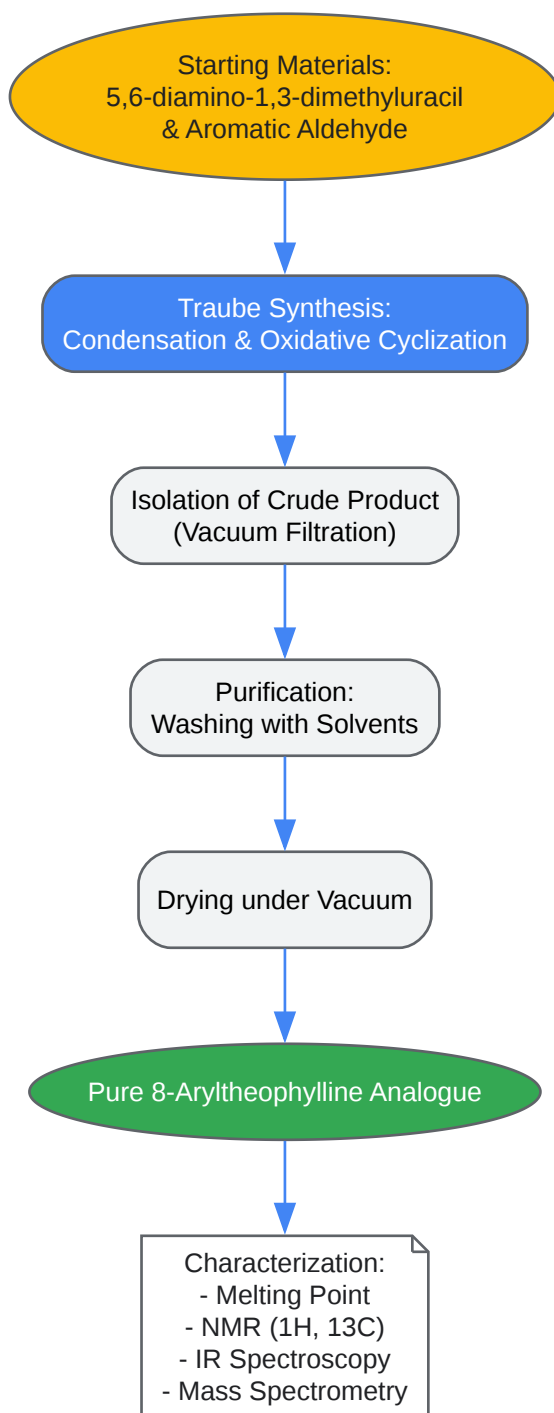 Starting Materials:
5,6-diamino-1,3-dimethyluracil
& Aromatic Aldehyde
Traube Synthesis:
Condensation & Oxidative Cyclization
Isolation of Crude Product
(Vacuum Filtration)
Purification:
Washing with Solvents
Drying under Vacuum
Pure 8-Aryltheophylline Analogue
Characterization:
- Melting Point
- NMR (1H, 13C)
- IR Spectroscopy
- Mass Spectrometry